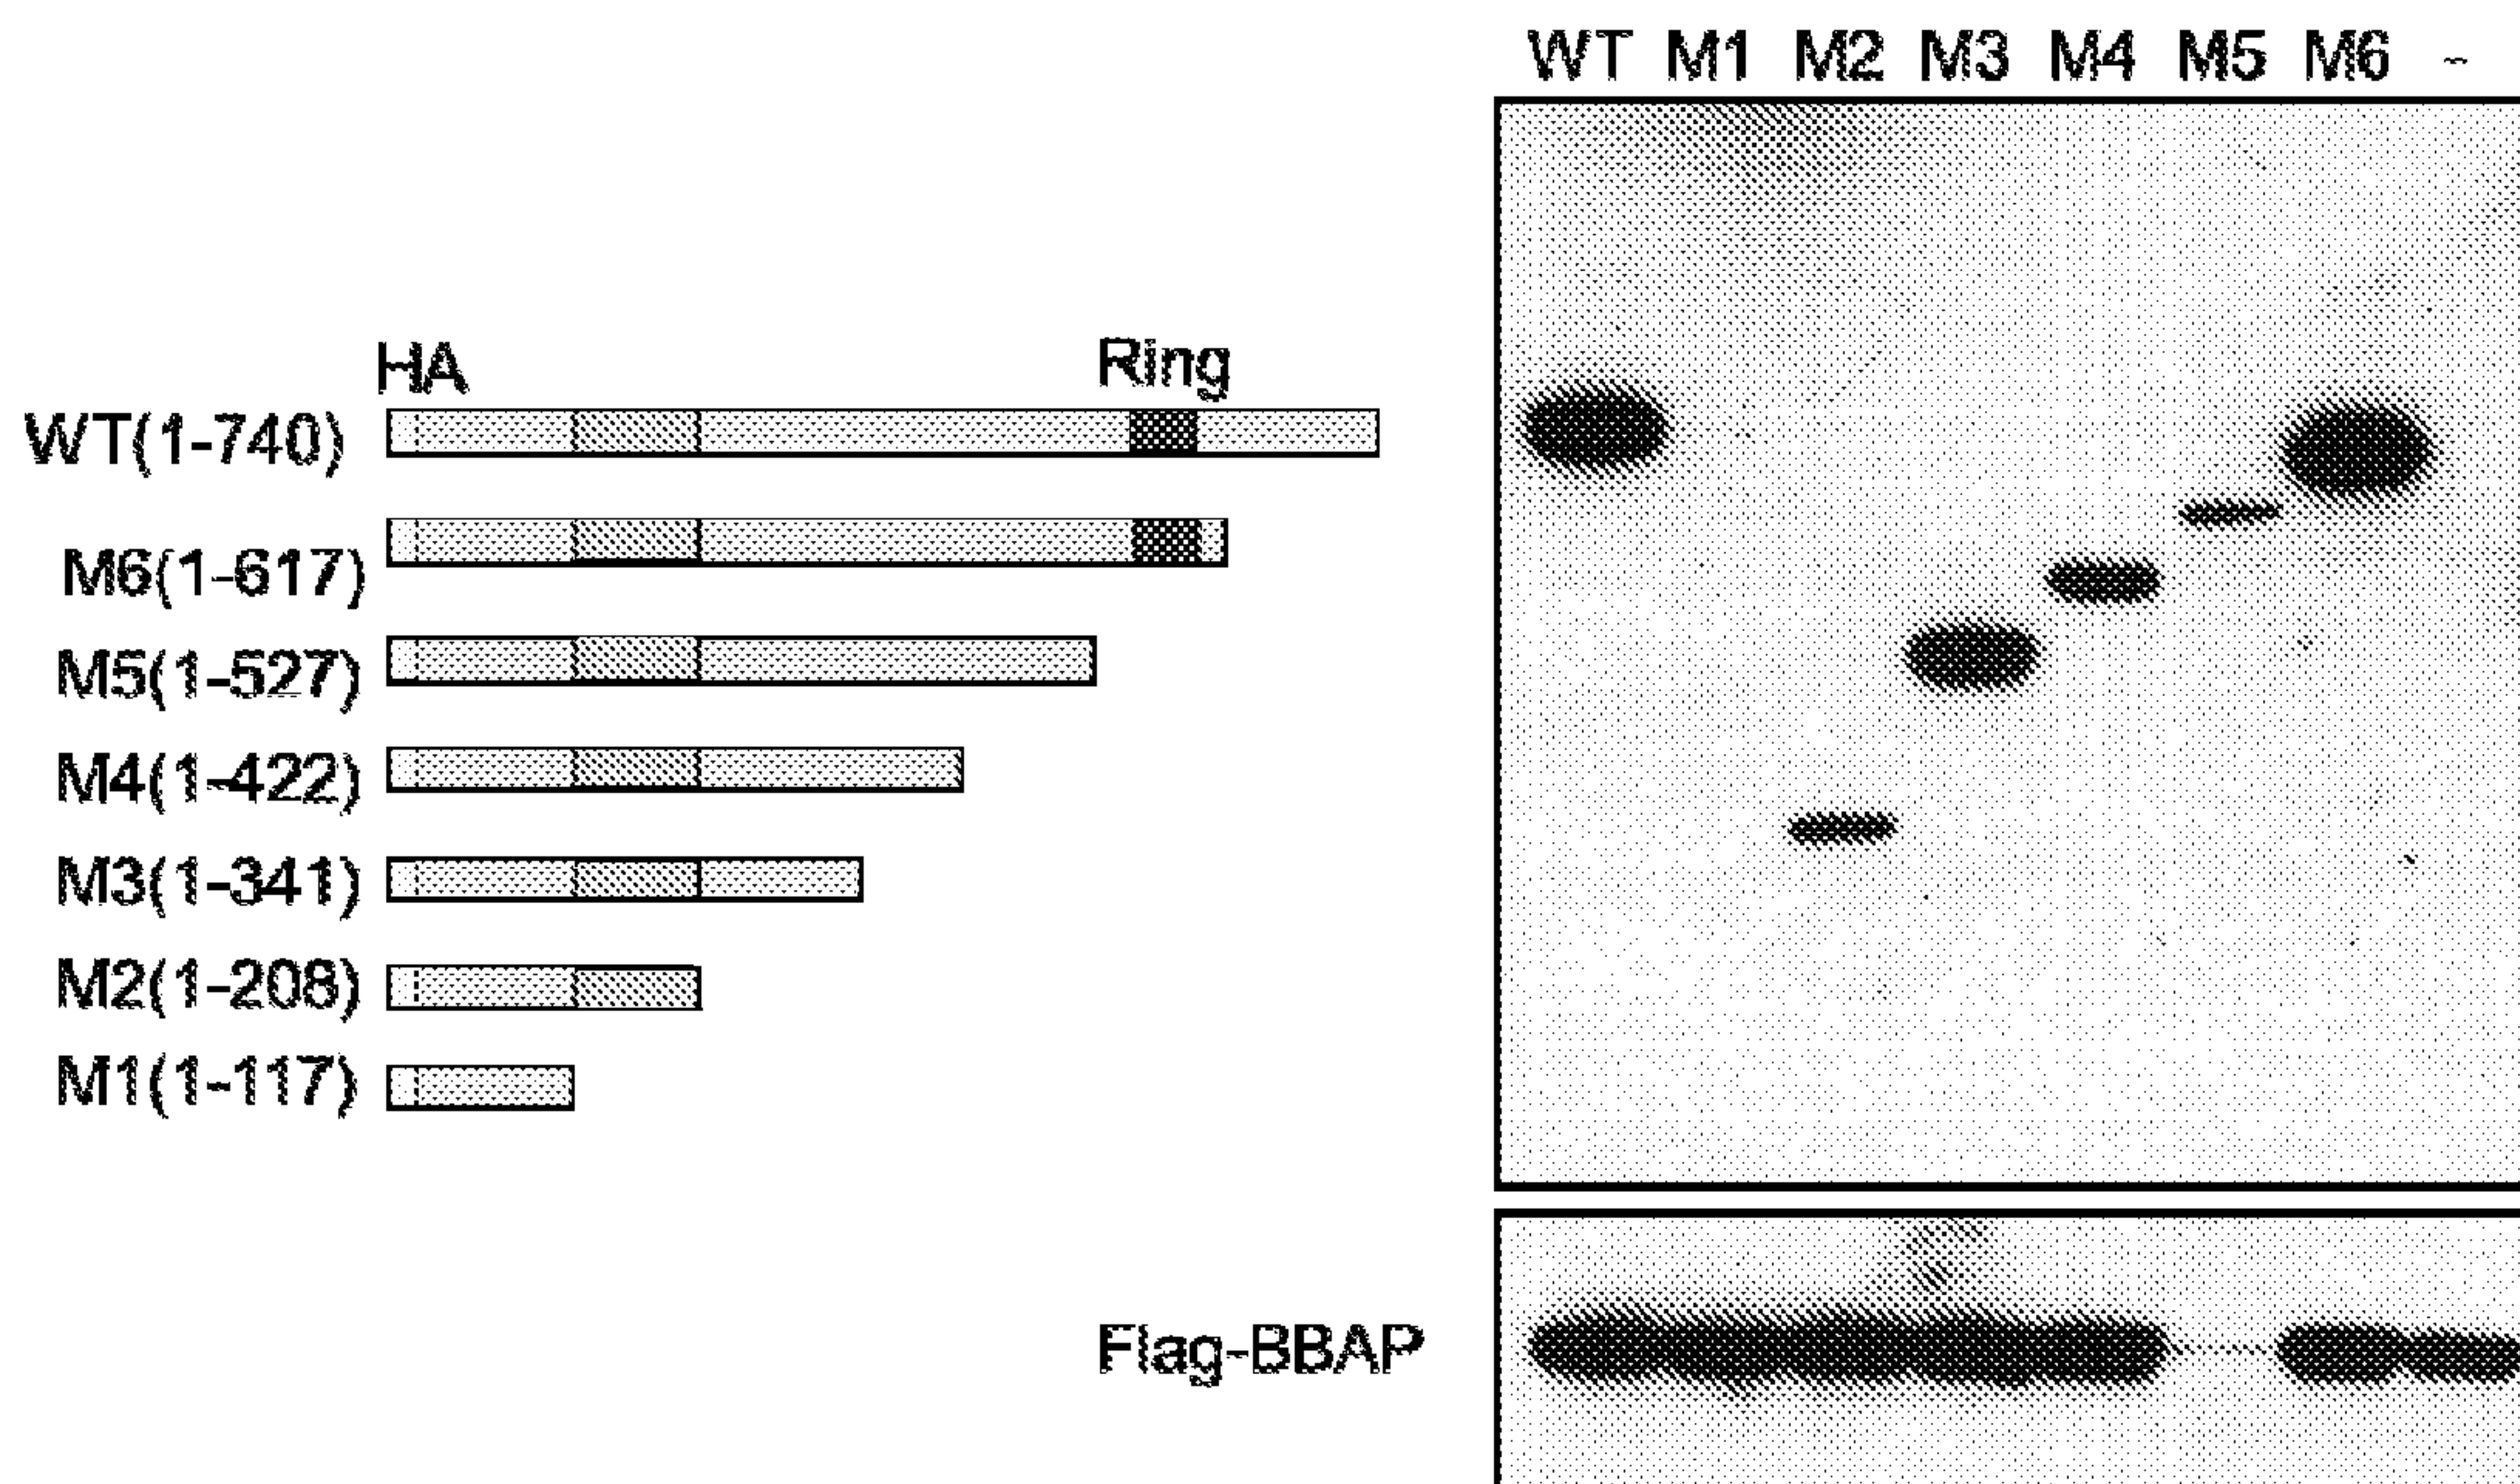 WT M1 M2 M3 M4 M5 M6 -
HA Ring
WT(1-740)
M6(1-617)
M5(1-527)
M4(1-422)
M3(1-341)
M2(1-208)
M1(1-117)
Flag-BBAP